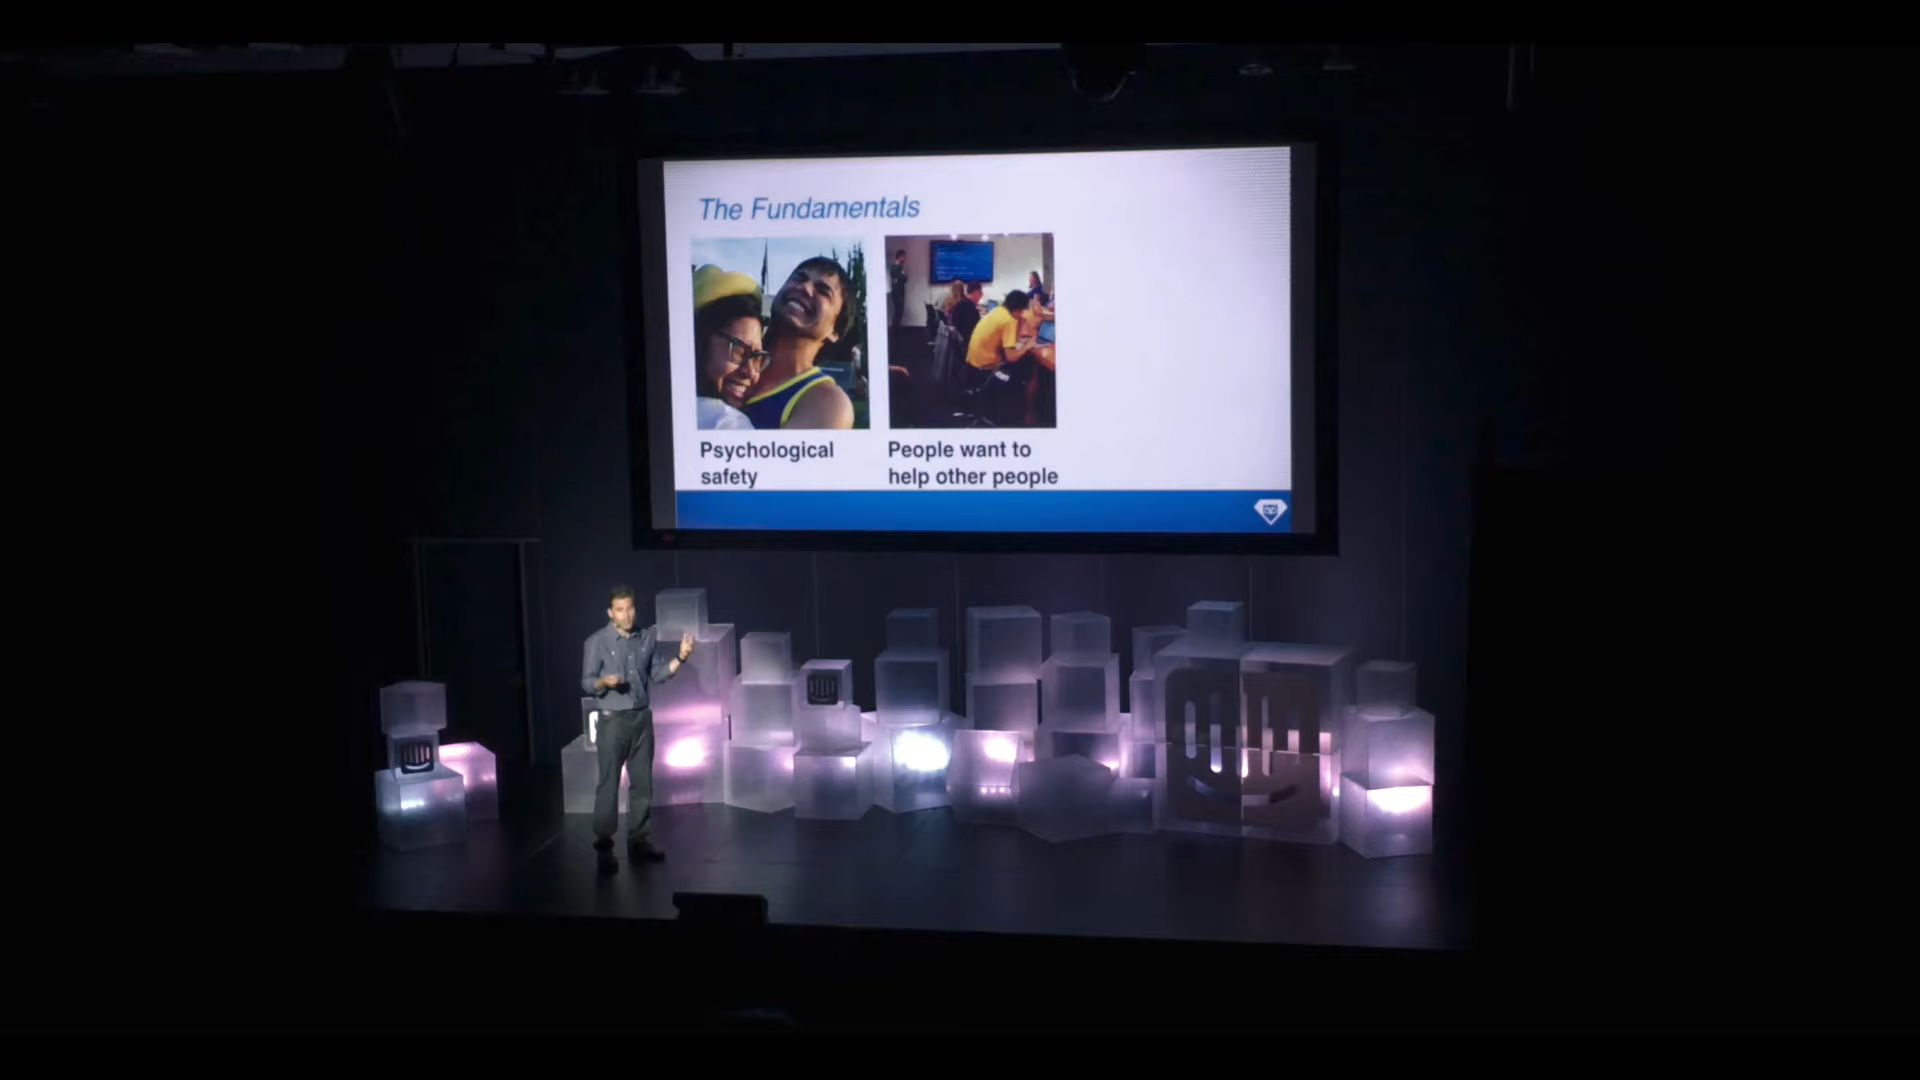 The Fundamentals
Psychological
safety
People want to
help other people